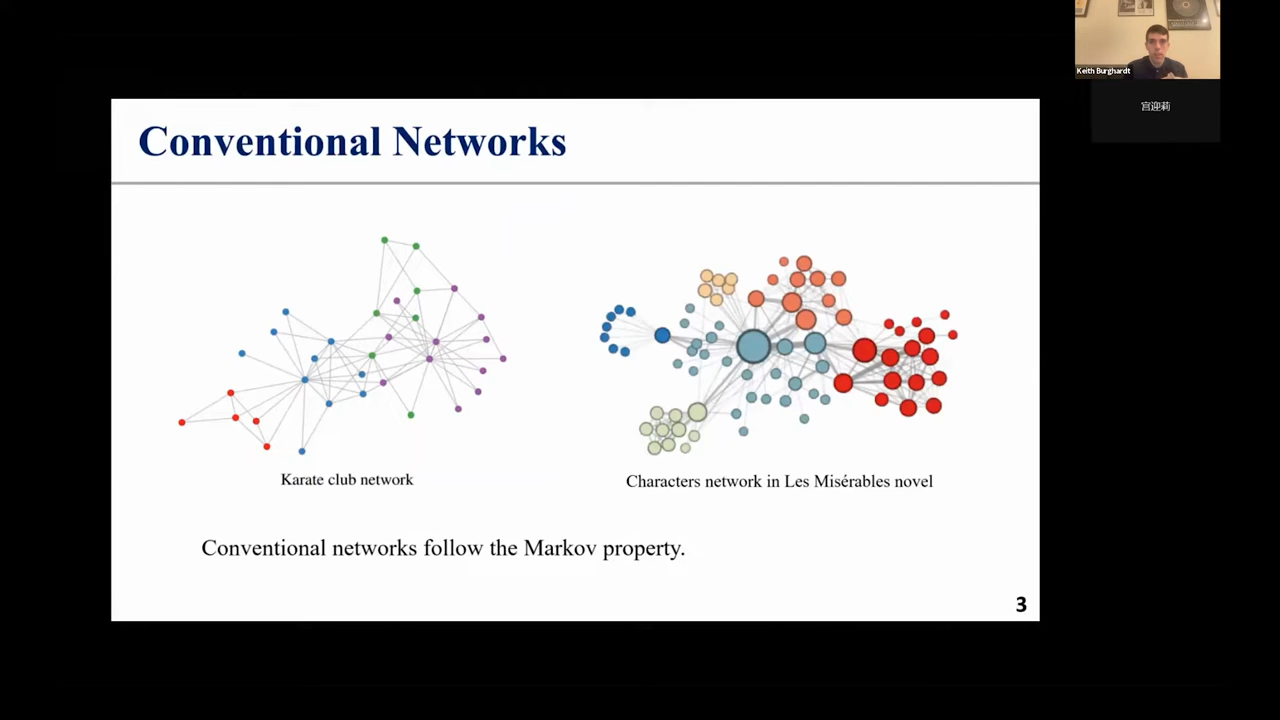 Keith Burghardt
宫迎莉
Conventional Networks
Karate club network
Characters network in Les Misérables novel
Conventional networks follow the Markov property.
3